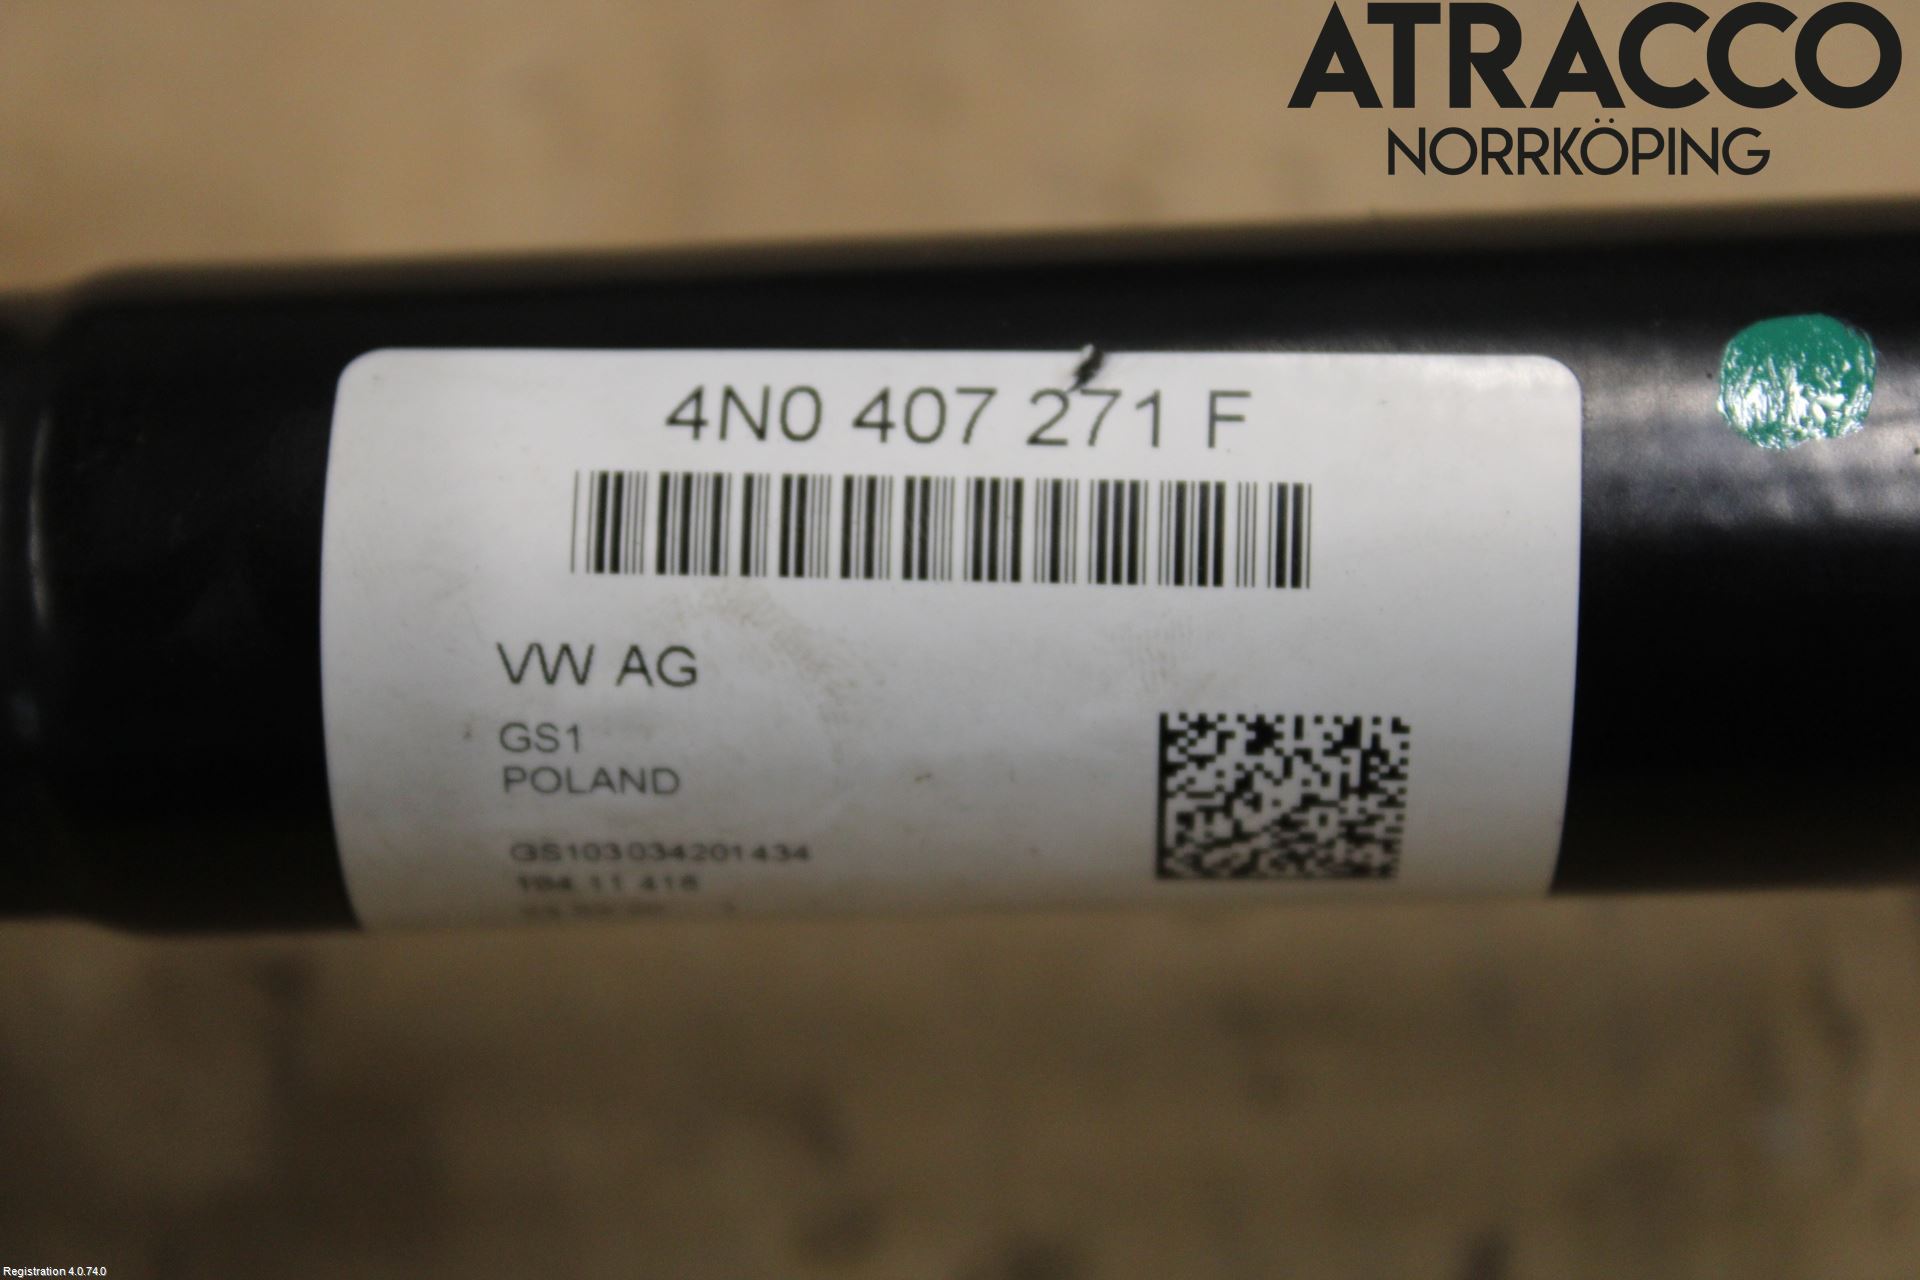 ATRACCO
NORRKÖPING
4N0 407 271 F
VW AG
GS1
POLAND
GS103034201434
Registration 4.0.74.0